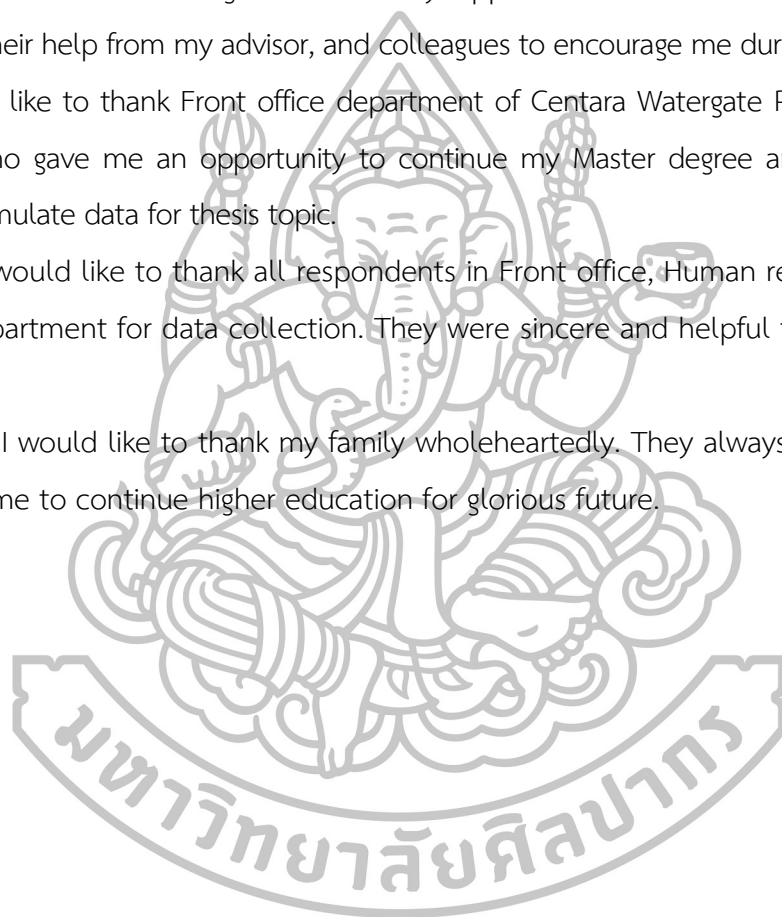 heir help from my advisor, and colleagues to encourage me dur
like to thank Front office department of Centara Watergate P
no gave me an opportunity to continue my Master degree a
mulate data for thesis topic.
would like to thank all respondents in Front office, Human re
partment for data collection. They were sincere and helpful
I would like to thank my family wholeheartedly. They always
me to continue higher education for glorious future.
มหาวิทยาลัยศิลปากร